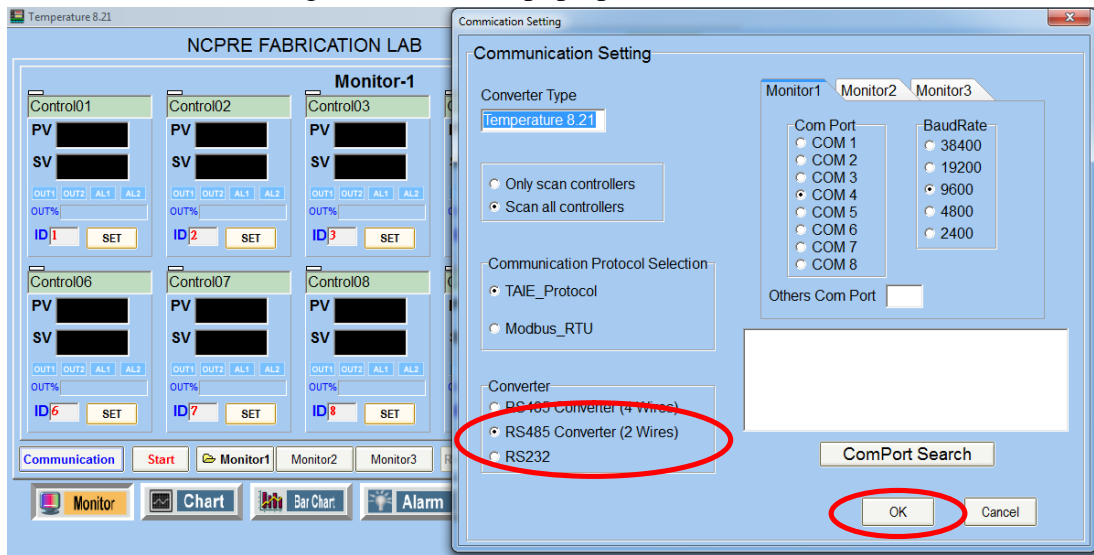 Temperature 8.21
NCPRE FABRICATION LAB
Monitor-1
Control01 Control02 Control03
PV PV PV
SV SV SV
OUT1 OUT2 AL1 AL2 OUT1 OUT2 AL1 AL2 OUT1 OUT2 AL1 AL2
OUT% OUT% OUT%
ID 1 SET ID 2 SET ID 3 SET
Control06 Control07 Control08
PV PV PV
SV SV SV
OUT1 OUT2 AL1 AL2 OUT1 OUT2 AL1 AL2 OUT1 OUT2 AL1 AL2
OUT% OUT% OUT%
ID 6 SET ID 7 SET ID 8 SET
Communication Start Monitor1 Monitor2 Monitor3
Monitor Chart Bar Chart Alarm
Commication Setting
Communication Setting
Converter Type
Temperature 8.21
Only scan controllers
Scan all controllers
Communication Protocol Selection
TAIE_Protocol
Modbus_RTU
Converter
RS485 Converter (4 Wires)
RS485 Converter (2 Wires)
RS232
Monitor1 Monitor2 Monitor3
Com Port
COM 1
COM 2
COM 3
COM 4
COM 5
COM 6
COM 7
COM 8
BaudRate
38400
19200
9600
4800
2400
Others Com Port
ComPort Search
OK Cancel